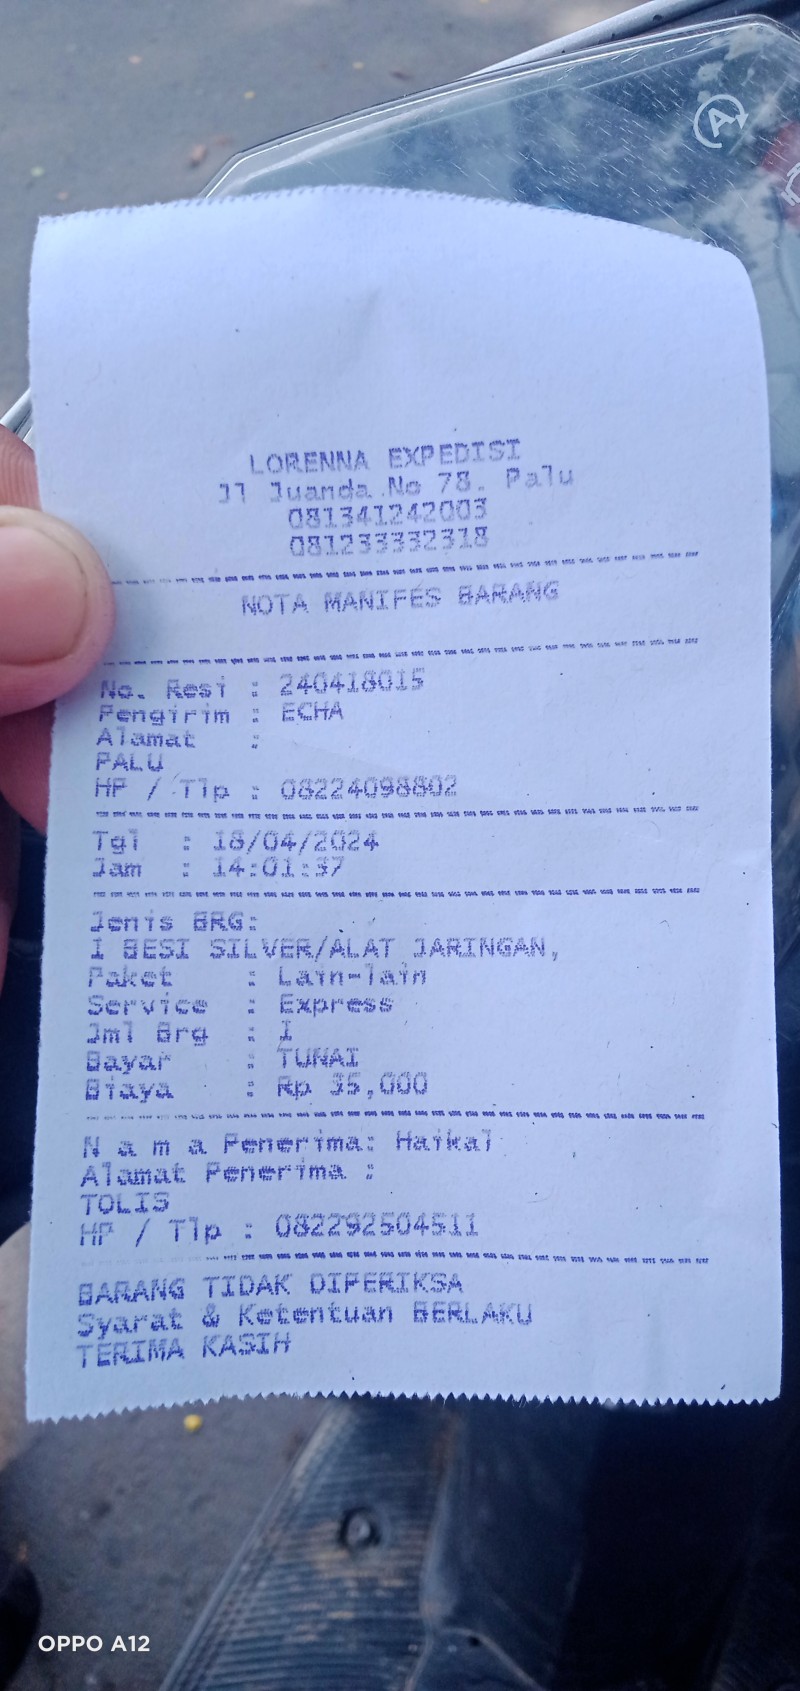 LORENNA EXPEDISI
Jl Juanda No 78. Palu
081341242003
081233332318
NOTA MANIFES BARANG
No. Resi : 240418015
Pengirim : ECHA
Alamat :
PALU
HP / Tlp : 08224098802
Tgl : 18/04/2024
Jam : 14:01:37
Jenis BRG:
1 BESI SILVER/ALAT JARINGAN,
Paket : Lain-lain
Service : Express
Jml Brg : 1
Bayar : TUNAI
Biaya : Rp 35,000
N a m a Penerima: Haikal
Alamat Penerima :
TOLIS
HP / Tlp : 082292504511
BARANG TIDAK DIPERIKSA
Syarat & Ketentuan BERLAKU
TERIMA KASIH
A
OPPO A12